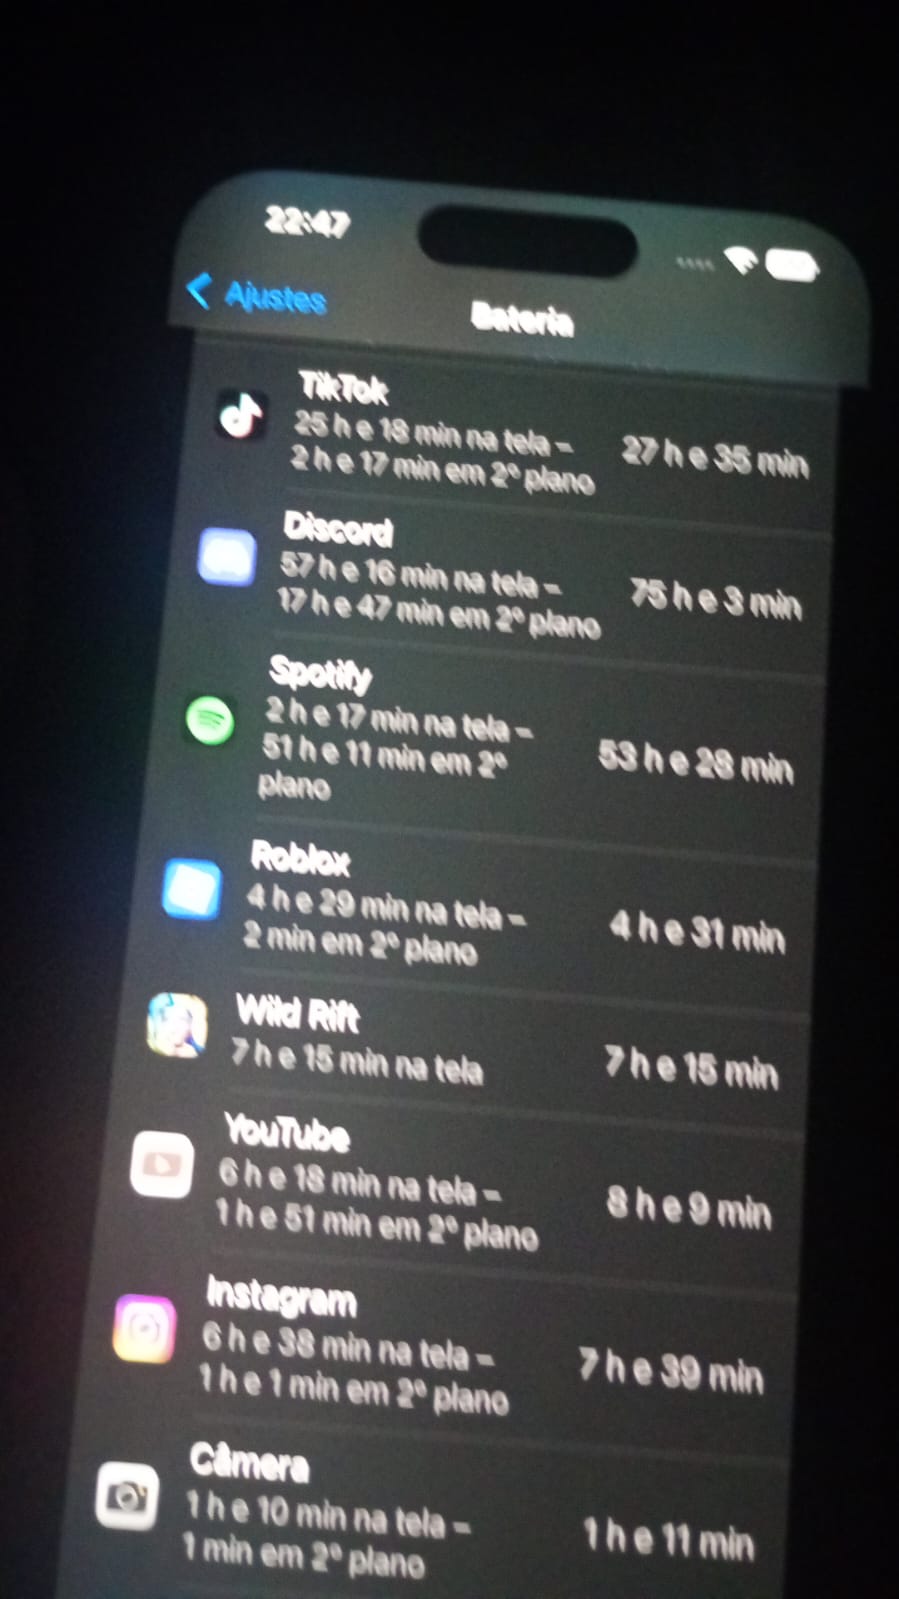 22:47
Ajustes
Bateria
TikTok
25 h e 18 min na tela –
2 h e 17 min em 2º plano
27 h e 35 min
Discord
57 h e 16 min na tela –
17 h e 47 min em 2º plano
75 h e 3 min
Spotify
2 h e 17 min na tela –
51 h e 11 min em 2º
plano
53 h e 28 min
Roblox
4 h e 29 min na tela –
2 min em 2º plano
4 h e 31 min
Wild Rift
7 h e 15 min na tela
7 h e 15 min
YouTube
6 h e 18 min na tela –
1 h e 51 min em 2º plano
8 h e 9 min
Instagram
6 h e 38 min na tela –
1 h e 1 min em 2º plano
7 h e 39 min
Câmera
1 h e 10 min na tela –
1 min em 2º plano
1 h e 11 min